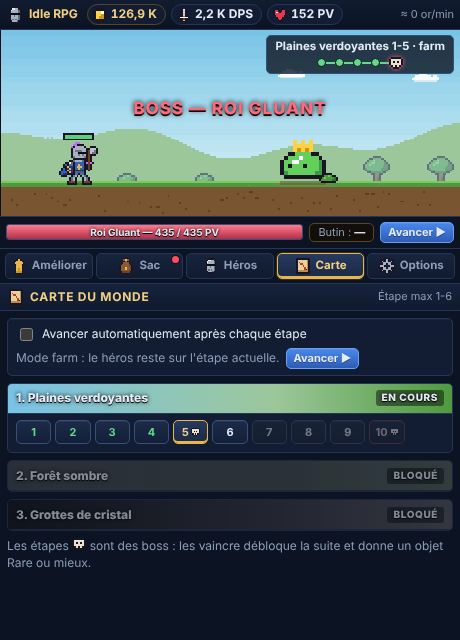 Idle RPG 126,9 K 2,2 K DPS 152 PV ≈ 0 or/min
Plaines verdoyantes 1-5 · farm
BOSS — ROI GLUANT
Roi Gluant — 435 / 435 PV Butin : — Avancer ▶
Améliorer Sac Héros Carte Options
CARTE DU MONDE Étape max 1-6
Avancer automatiquement après chaque étape
Mode farm : le héros reste sur l'étape actuelle. Avancer ▶
1. Plaines verdoyantes EN COURS
1 2 3 4 5 6 7 8 9 10
2. Forêt sombre BLOQUÉ
3. Grottes de cristal BLOQUÉ
Les étapes sont des boss : les vaincre débloque la suite et donne un objet
Rare ou mieux.